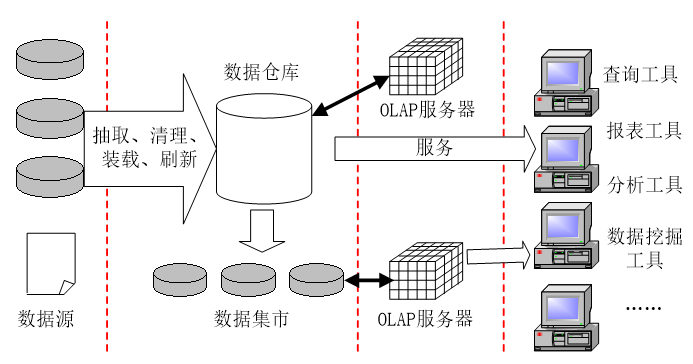 数据仓库
OLAP服务器
查询工具
抽取、清理、
装载、刷新
服务
报表工具
分析工具
数据挖掘
工具
数据源
数据集市
OLAP服务器
……